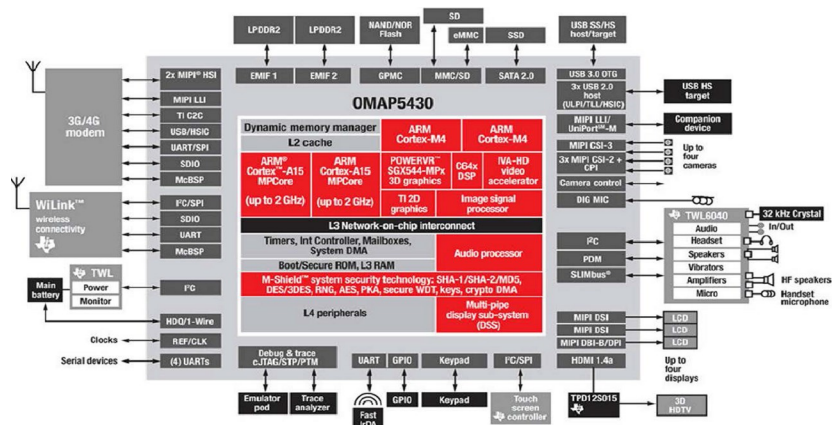 LPDDR2
LPDDR2
NAND/NOR
Flash
SD
eMMC
SSD
USB SS/HS
host/target
EMIF 1
EMIF 2
GPMC
MMC/SD
SATA 2.0
USB 3.0 OTG
3x USB 2.0
host
(ULPI/TLL/HSIC)
USB HS
target
MIPI LLI/
UniPort™-M
Companion
device
MIPI CSI-3
3x MIPI CSI-2 +
CPI
Up to
four
cameras
Camera control
DIG MIC
3G/4G
modem
2x MIPI® HSI
MIPI LLI
Ti C2C
USB/HSIC
UART/SPI
SDIO
McBSP
WiLink™
wireless
connectivity
I²C/SPI
SDIO
UART
McBSP
TWL
Main
battery
Power
Monitor
I²C
HDQ/1-Wire
Clocks
REF/CLK
Serial devices
(4) UARTs
OMAP5430
Dynamic memory manager
L2 cache
ARM
Cortex-M4
ARM
Cortex-M4
ARM®
Cortex™-A15
MPCore
(up to 2 GHz)
ARM
Cortex-A15
MPCore
(up to 2 GHz)
POWERVR™
SGX544-MPx
3D graphics
C64x
DSP
IVA-HD
video
accelerator
TI 2D
graphics
Image signal
processor
L3 Network-on-chip interconnect
Timers, Int Controller, Mailboxes,
System DMA
Boot/Secure ROM, L3 RAM
Audio processor
M-Shield™ system security technology: SHA-1/SHA-2/MD5,
DES/3DES, RNG, AES, PKA, secure WDT, keys, crypto DMA
L4 peripherals
Multi-pipe
display sub-system
(DSS)
I²C
PDM
SLIMbus®
TWL6040
Audio
Headset
Speakers
Vibrators
Amplifiers
Micro
32 kHz Crystal
In/Out
HF speakers
Handset
microphone
MIPI DSI
MIPI DSI
MIPI DBI-B/DPI
HDMI 1.4a
LCD
LCD
LCD
Up to
four
displays
TPD12S015
3D
HDTV
Debug & trace
cJTAG/STP/PTM
UART
GPIO
Keypad
I²C/SPI
Emulator
pod
Trace
analyzer
Fast
IrDA
GPIO
Keypad
Touch
screen
controller